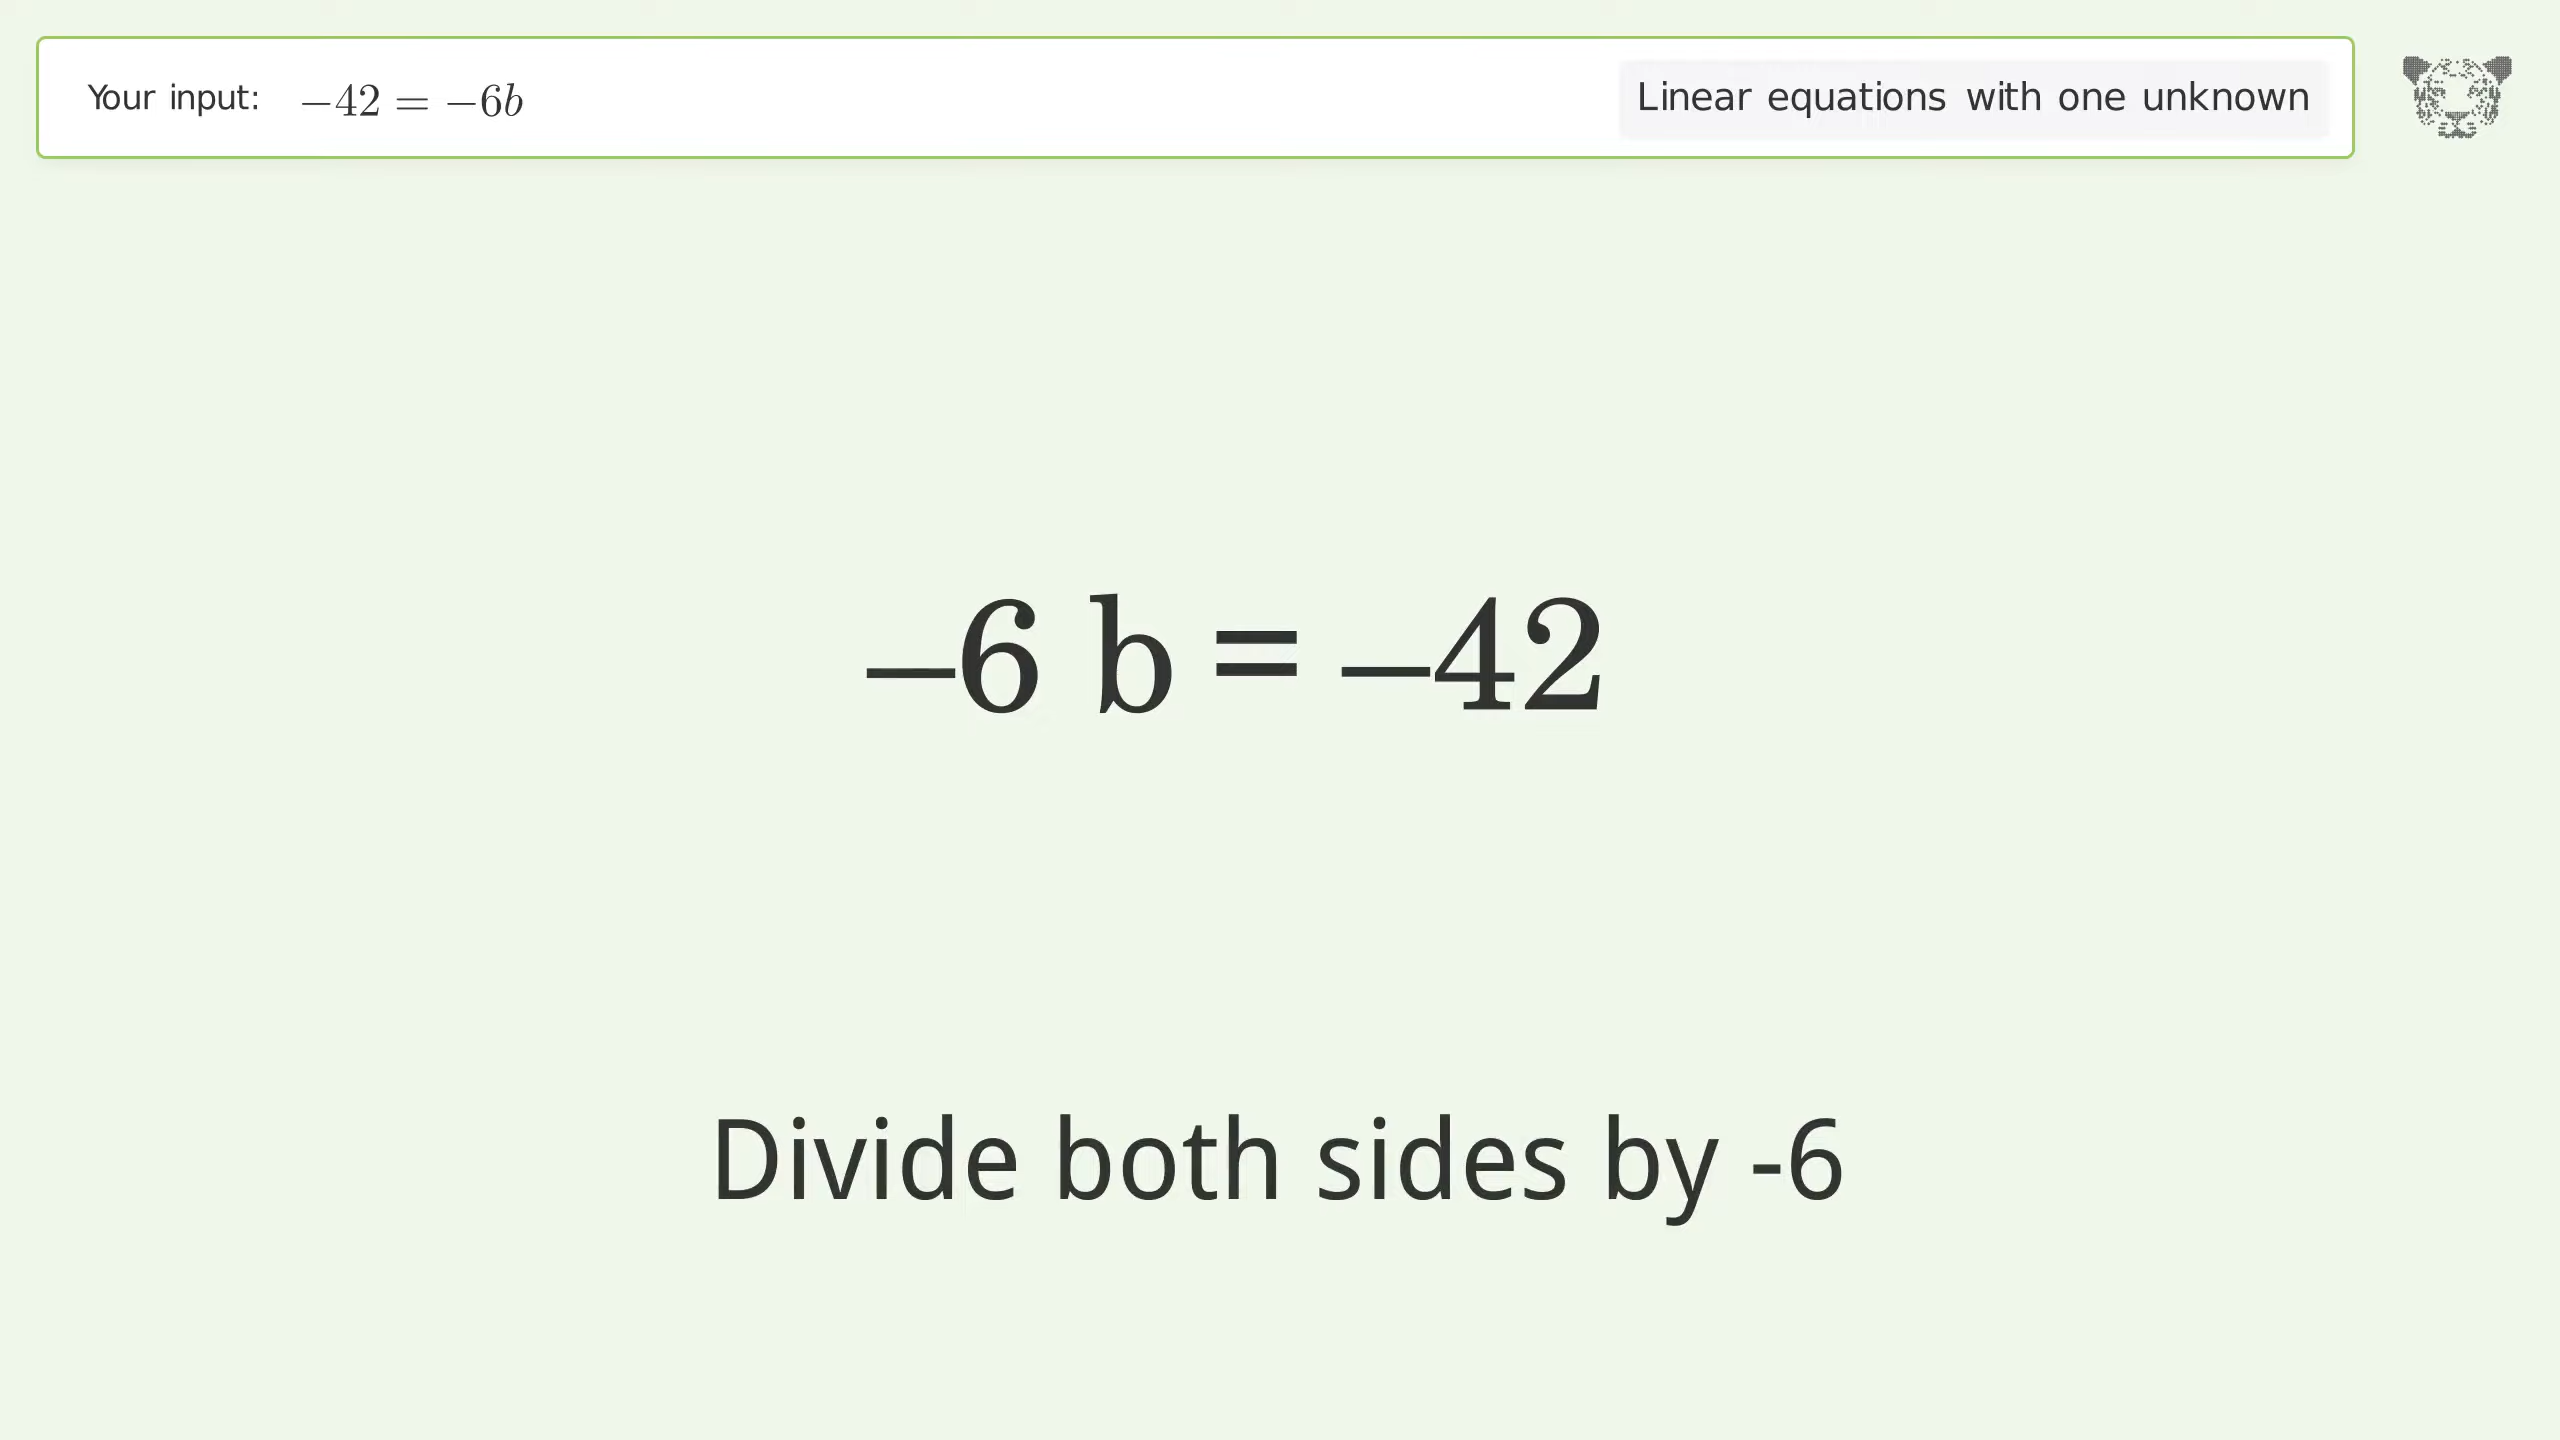 Your input: −42 = −6b
Linear equations with one unknown
−6 b = −42
Divide both sides by -6